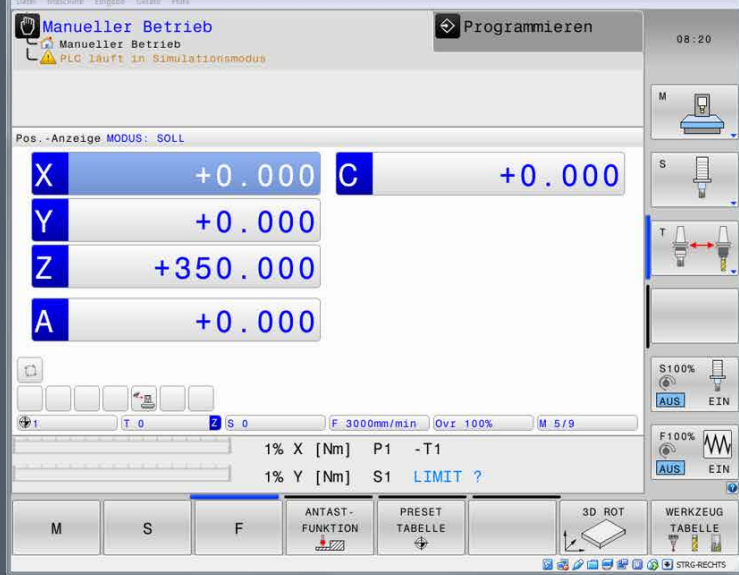 Manueller Betrieb
Programmieren
Manueller Betrieb
PLC läuft in Simulationsmodus
08:20
M
Pos.-Anzeige MODUS: SOLL
X +0.000 C +0.000
S
Y +0.000
T
Z +350.000
A +0.000
S100%
AUS EIN
1 T 0 Z S 0 F 3000mm/min Ovr 100% M 5/9
F100%
1% X [Nm] P1 -T1
AUS EIN
1% Y [Nm] S1 LIMIT ?
M
S
F
ANTAST-
FUNKTION
PRESET
TABELLE
3D ROT
WERKZEUG
TABELLE
STRG-RECHTS